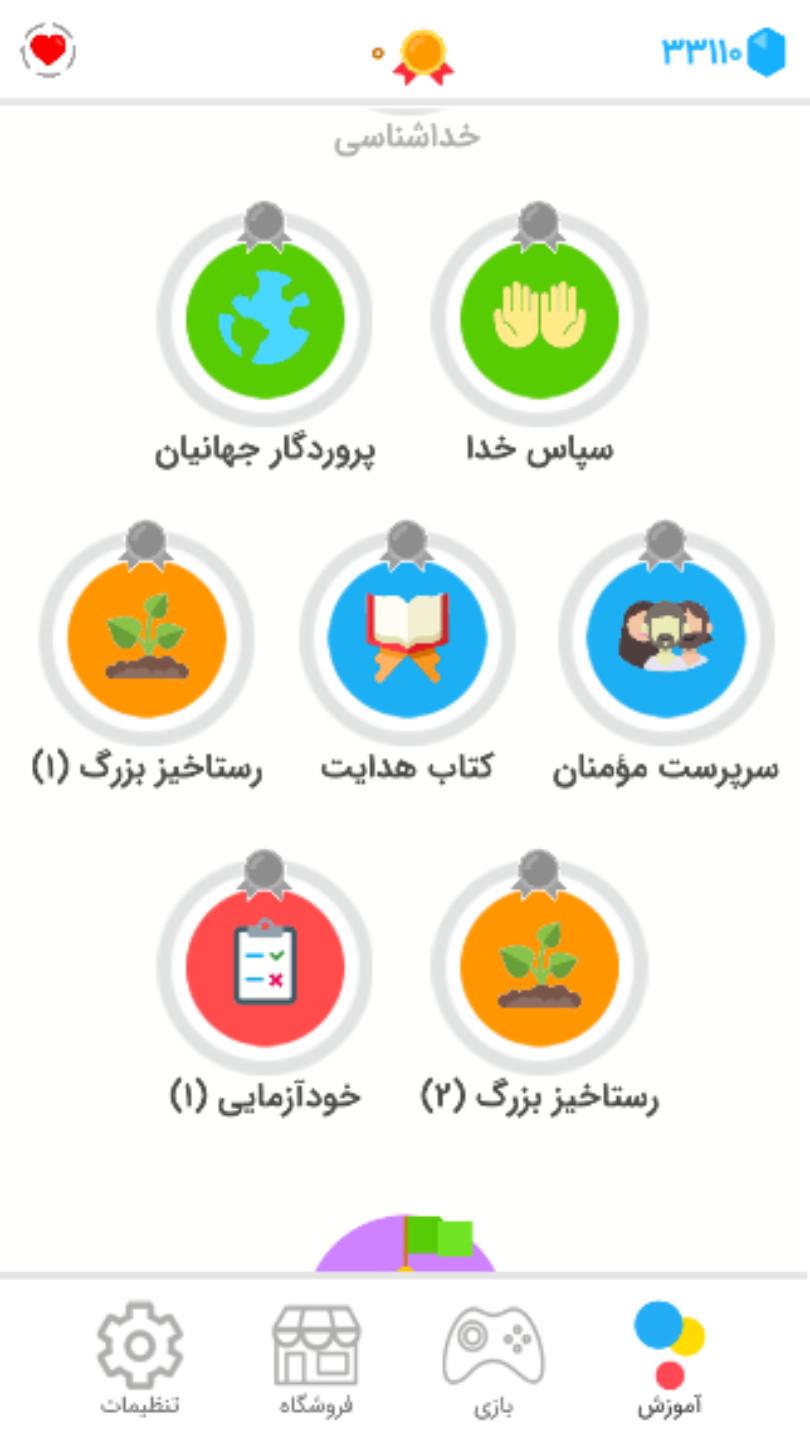 ۳۳۱۱۰
۰
خداشناسی
سپاس خدا
پروردگار جهانیان
سرپرست مؤمنان
کتاب هدایت
رستاخیز بزرگ (۱)
رستاخیز بزرگ (۲)
خودآزمایی (۱)
آموزش
بازی
فروشگاه
تنظیمات